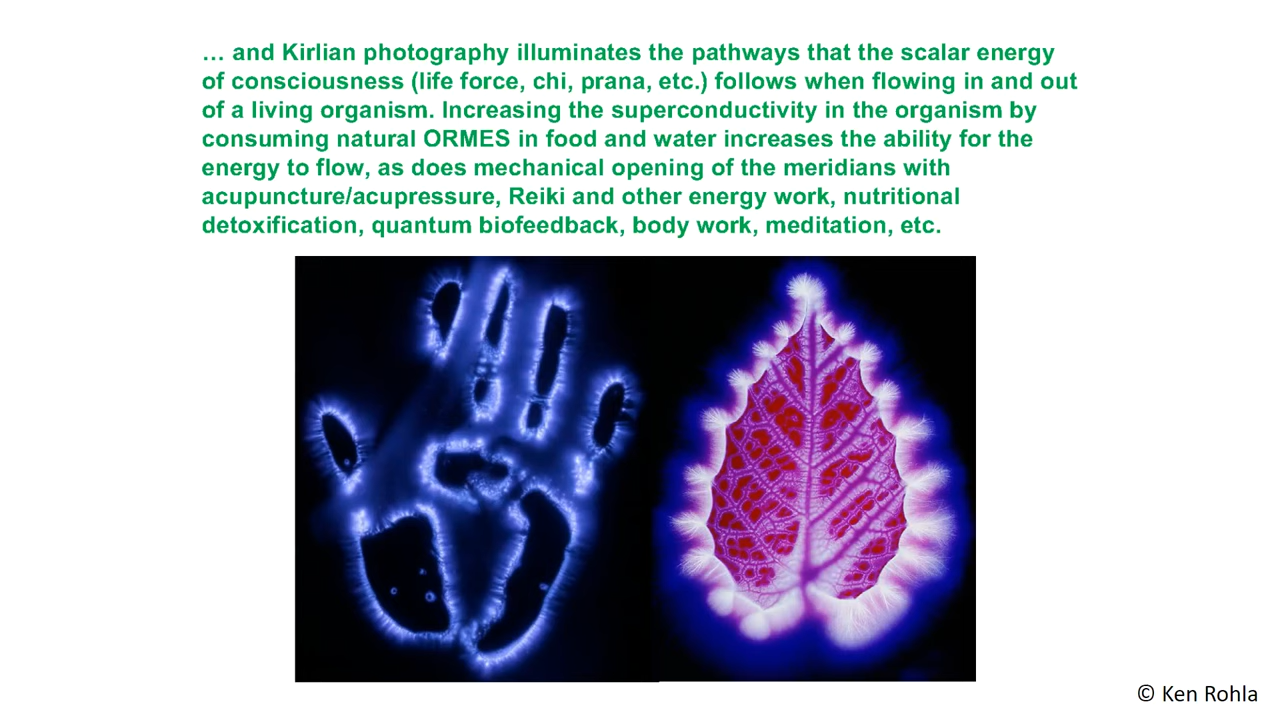 … and Kirlian photography illuminates the pathways that the scalar energy
of consciousness (life force, chi, prana, etc.) follows when flowing in and out
of a living organism. Increasing the superconductivity in the organism by
consuming natural ORMES in food and water increases the ability for the
energy to flow, as does mechanical opening of the meridians with
acupuncture/acupressure, Reiki and other energy work, nutritional
detoxification, quantum biofeedback, body work, meditation, etc.
© Ken Rohla